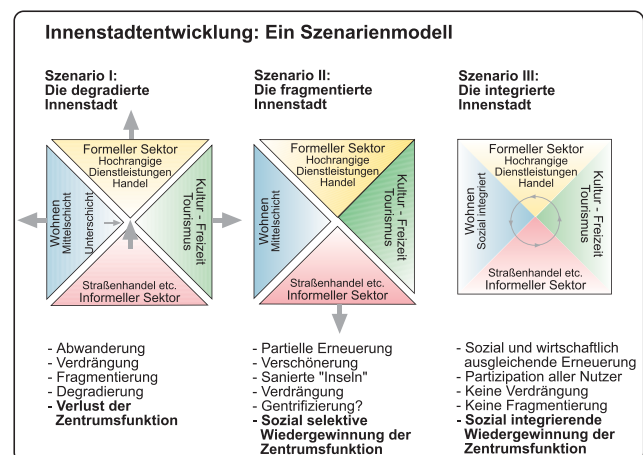 Innenstadtentwicklung: Ein Szenarienmodell
Szenario I:
Die degradierte
Innenstadt
Formeller Sektor
Hochrangige
Dienstleistungen
Handel
Wohnen
Mittelschicht
Unterschicht
Kultur - Freizeit
Tourismus
Straßenhandel etc.
Informeller Sektor
- Abwanderung
- Verdrängung
- Fragmentierung
- Degradierung
- Verlust der
Zentrumsfunktion
Szenario II:
Die fragmentierte
Innenstadt
Formeller Sektor
Hochrangige
Dienstleistungen
Handel
Wohnen
Mittelschicht
Kultur - Freizeit
Tourismus
Straßenhandel etc.
Informeller Sektor
- Partielle Erneuerung
- Verschönerung
- Sanierte "Inseln"
- Verdrängung
- Gentrifizierung?
- Sozial selektive
Wiedergewinnung der
Zentrumsfunktion
Szenario III:
Die integrierte
Innenstadt
Formeller Sektor
Hochrangige
Dienstleistungen
Handel
Wohnen
Sozial integriert
Kultur - Freizeit
Tourismus
Straßenhandel etc.
Informeller Sektor
- Sozial und wirtschaftlich
ausgleichende Erneuerung
- Partizipation aller Nutzer
- Keine Verdrängung
- Keine Fragmentierung
- Sozial integrierende
Wiedergewinnung der
Zentrumsfunktion